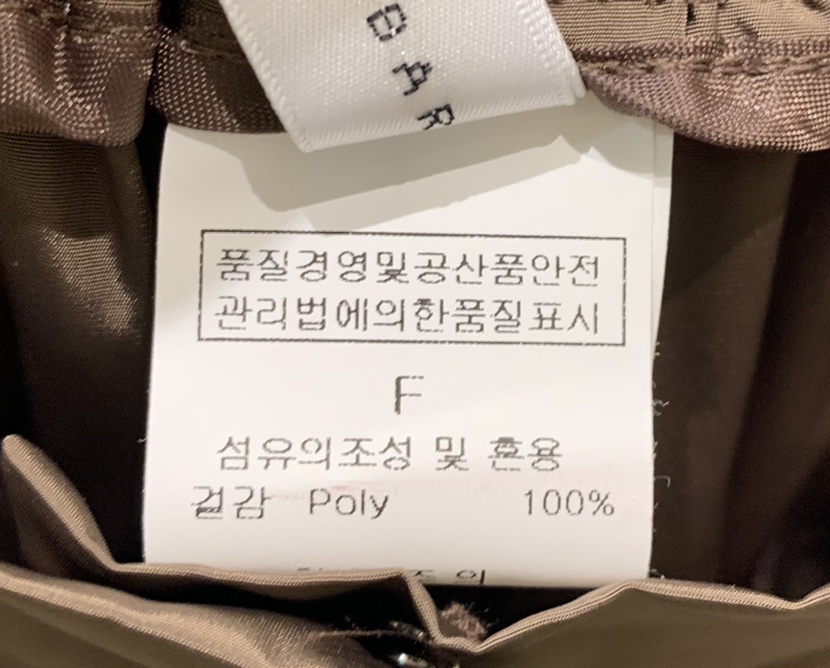 BAR
품질경영및공산품안전
관리법에의한품질표시
F
섬유의조성 및 혼용
겉감 Poly 100%